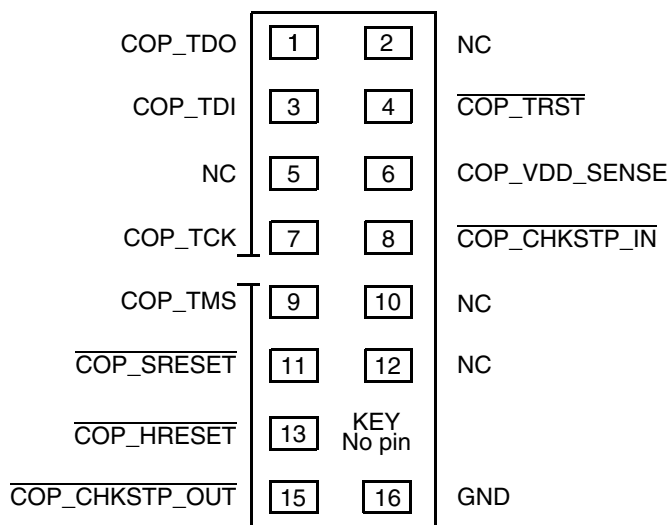 COP_TDO 1 2 NC
COP_TDI 3 4 COP_TRST
NC 5 6 COP_VDD_SENSE
COP_TCK 7 8 COP_CHKSTP_IN
COP_TMS 9 10 NC
COP_SRESET 11 12 NC
COP_HRESET 13 KEY
No pin
COP_CHKSTP_OUT 15 16 GND